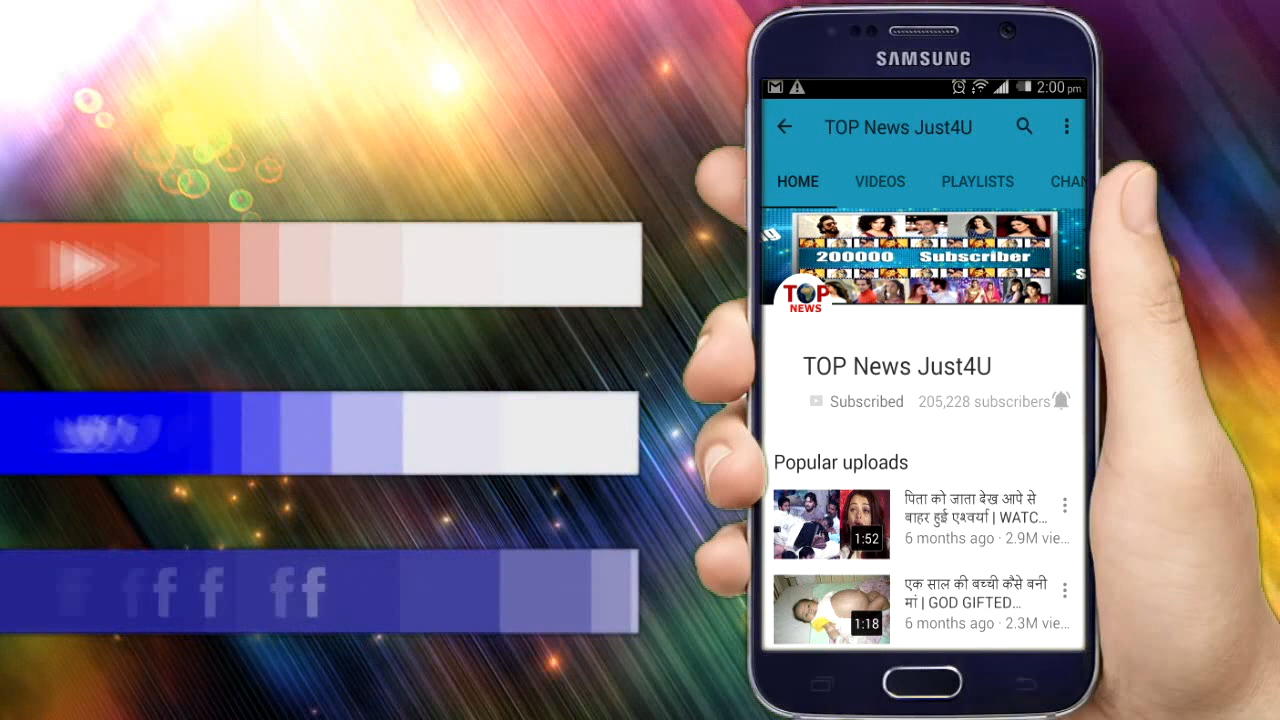 SAMSUNG
2:00 pm
TOP News Just4U
HOME VIDEOS PLAYLISTS CHAN
200000 Subscriber
TOP
NEWS
TOP News Just4U
Subscribed 205,228 subscribers
Popular uploads
पिता को जाता देख आपे से
बाहर हुई एश्वर्या | WATC...
6 months ago · 2.9M vie...
1:52
एक साल की बच्ची कैसे बनी
मां | GOD GIFTED...
6 months ago · 2.3M vie...
1:18
f f f f f